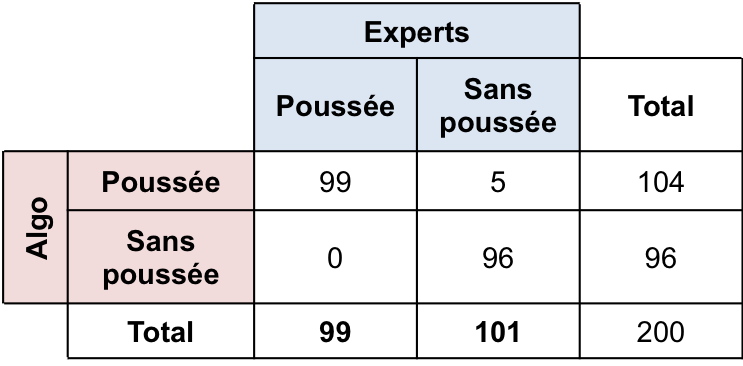 Experts
Poussée
Sans
poussée
Total
Algo
Poussée
99
5
104
Sans
poussée
0
96
96
Total
99
101
200